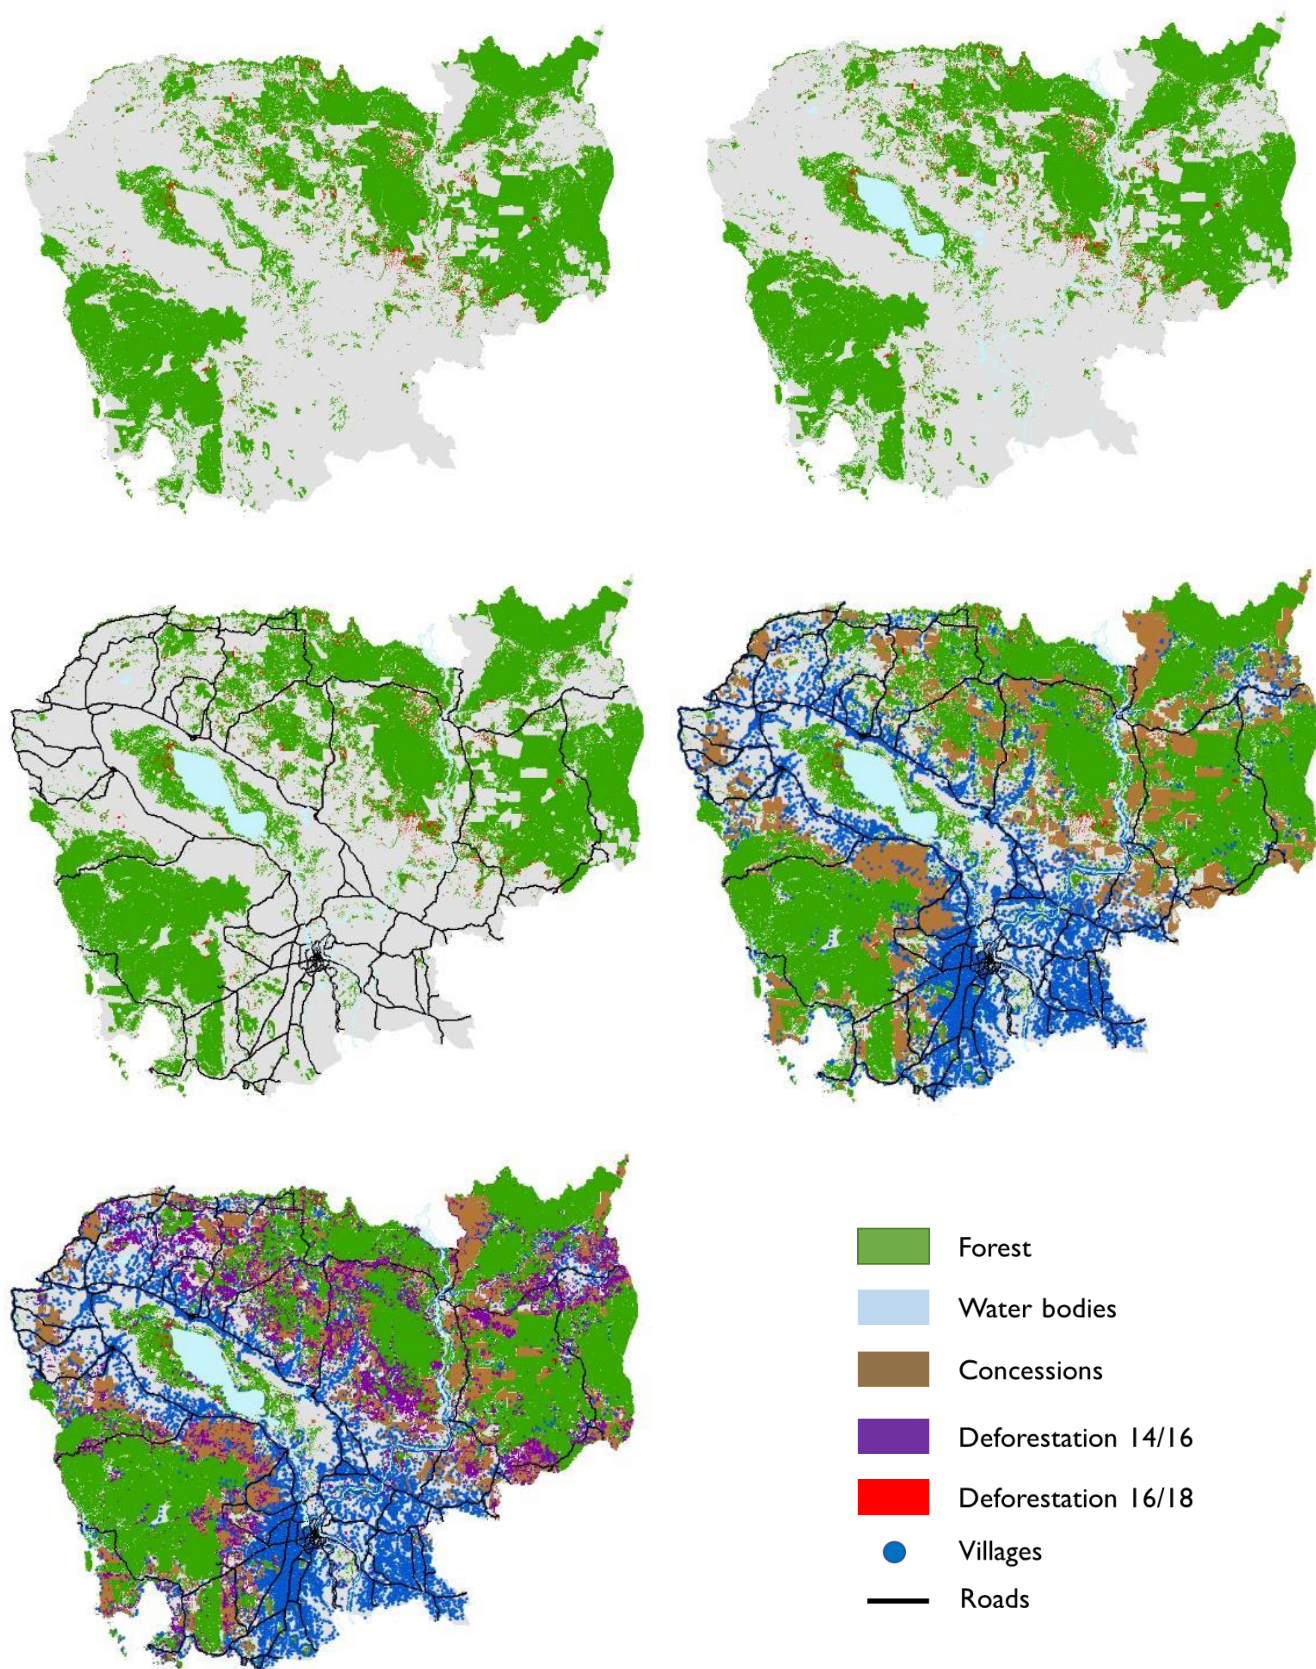 Forest
Water bodies
Concessions
Deforestation 14/16
Deforestation 16/18
Villages
Roads